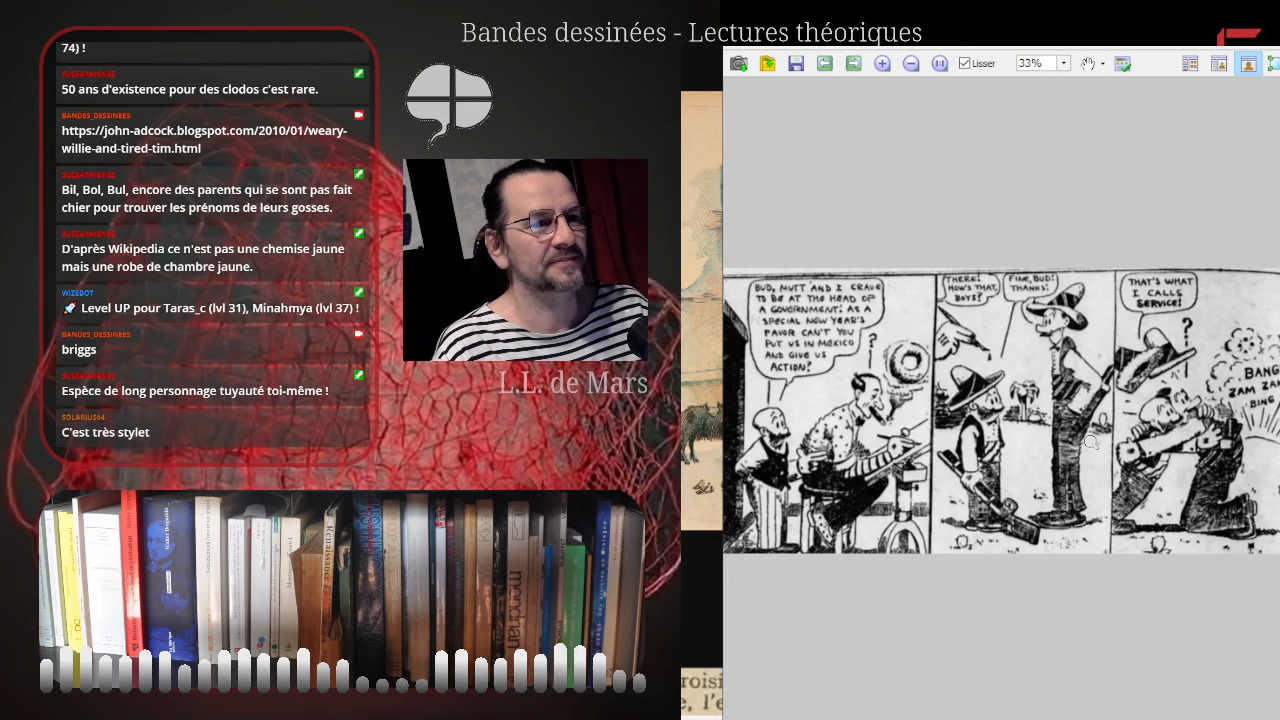 Bandes dessinées - Lectures théoriques
74) !
50 ans d'existence pour des clodos c'est rare.
BANDES_DESSINEES
https://john-adcock.blogspot.com/2010/01/weary-
willie-and-tired-tim.html
Bil, Bol, Bul, encore des parents qui se sont pas fait
chier pour trouver les prénoms de leurs gosses.
D'après Wikipedia ce n'est pas une chemise jaune
mais une robe de chambre jaune.
WIZEBOT
Level UP pour Taras_c (lvl 31), Minahmya (lvl 37) !
BANDES_DESSINEES
briggs
Espèce de long personnage tuyauté toi-même !
SOLARIUS64
C'est très stylet
L.L. de Mars
Lisser
33%
BUD, MUTT AND I CRAVE
TO BE AT THE HEAD OF
A GOVERNMENT. AS A
SPECIAL NEW YEAR'S
FAVOR CAN'T YOU
PUT US IN MEXICO
AND GIVE US
ACTION?
?
THERE!
HOW'S THAT,
BOYS?
FINE, BUD!
THANKS!
THAT'S WHAT
I CALLS
SERVICE!
?
BANG
ZAM ZAM
BING
Walter Benjamin
mondrian